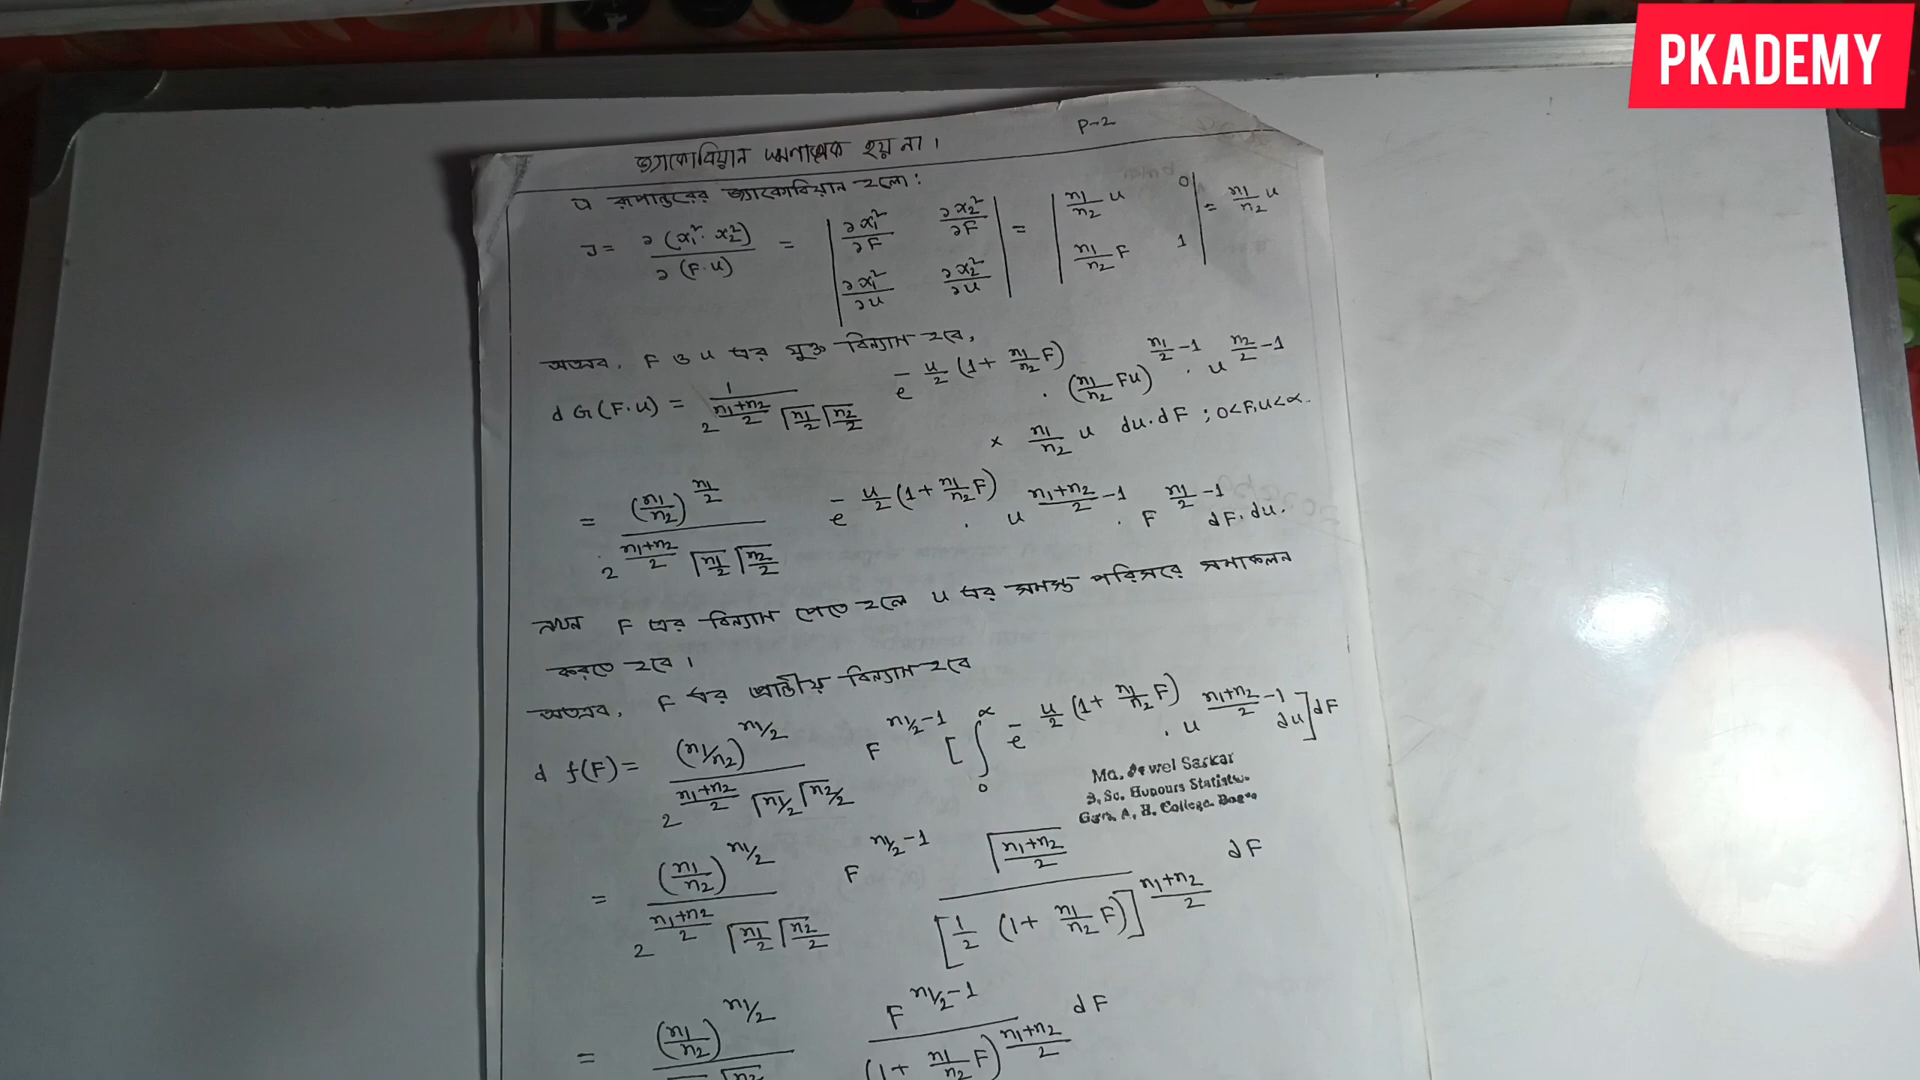 PKADEMY
P-2
জ্যাকোবিয়ান ঋনাত্মক হয় না।
এ রূপান্তরের জ্যাকোবিয়ান হলো:
J = ∂(x₁²·x₂²)/∂(F·u) = |∂x₁²/∂F ∂x₂²/∂F; ∂x₁²/∂u ∂x₂²/∂u| = |n₁/n₂ u 0; n₁/n₂ F 1| = n₁/n₂ u
অতএব, F ও u এর যুক্ত বিন্যাস হবে,
dG(F·u) = 1/(2^((n₁+n₂)/2) Γ(n₁/2) Γ(n₂/2)) e^(-u/2 (1+ n₁/n₂ F)) · (n₁/n₂ Fu)^(n₁/2 -1) · u^(n₂/2 -1)
× n₁/n₂ u du·dF ; 0<F,u<∝.
= (n₁/n₂)^(n₁/2)/(2^((n₁+n₂)/2) Γ(n₁/2) Γ(n₂/2)) e^(-u/2 (1+ n₁/n₂ F)) · u^((n₁+n₂)/2 -1) · F^(n₁/2 -1) dF·du.
এখন F এর বিন্যাস পেতে হলে u এর সমস্ত পরিসরে সমাকলন
করতে হবে।
অতএব, F এর প্রান্তীয় বিন্যাস হবে
d f(F) = (n₁/n₂)^(n₁/2)/(2^((n₁+n₂)/2) Γ(n₁/2) Γ(n₂/2)) F^(n₁/2 -1) [∫₀^∝ e^(-u/2 (1+ n₁/n₂ F)) · u^((n₁+n₂)/2 -1) du] dF
Md. Jewel Sarkar
B. Sc. Honours Statistics
Govt. A. H. College
= (n₁/n₂)^(n₁/2)/(2^((n₁+n₂)/2) Γ(n₁/2) Γ(n₂/2)) F^(n₁/2 -1) Γ((n₁+n₂)/2)/[1/2 (1+ n₁/n₂ F)]^((n₁+n₂)/2) dF
= (n₁/n₂)^(n₁/2) F^(n₁/2 -1)/(1+ n₁/n₂ F)^((n₁+n₂)/2) dF